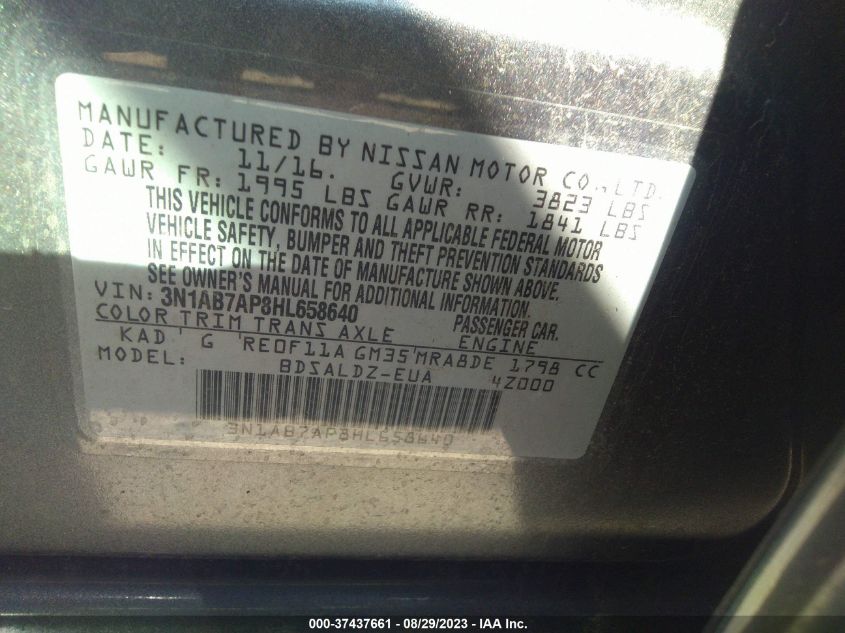 MANUFACTURED BY NISSAN MOTOR CO.,LTD.
DATE: 11/16. GVWR: 3823 LBS
GAWR FR: 1995 LBS GAWR RR: 1841 LBS
THIS VEHICLE CONFORMS TO ALL APPLICABLE FEDERAL MOTOR
VEHICLE SAFETY, BUMPER AND THEFT PREVENTION STANDARDS
IN EFFECT ON THE DATE OF MANUFACTURE SHOWN ABOVE.
SEE OWNER'S MANUAL FOR ADDITIONAL INFORMATION.
VIN: 3N1AB7AP8HL658640 PASSENGER CAR.
COLOR TRIM TRANS AXLE ENGINE
KAD G RE0F11A GM35 MRA8DE 1798 CC
MODEL: BDSALDZ-EUA 4Z000
3N1AB7AP8HL658640
000-37437661 - 08/29/2023 - IAA Inc.